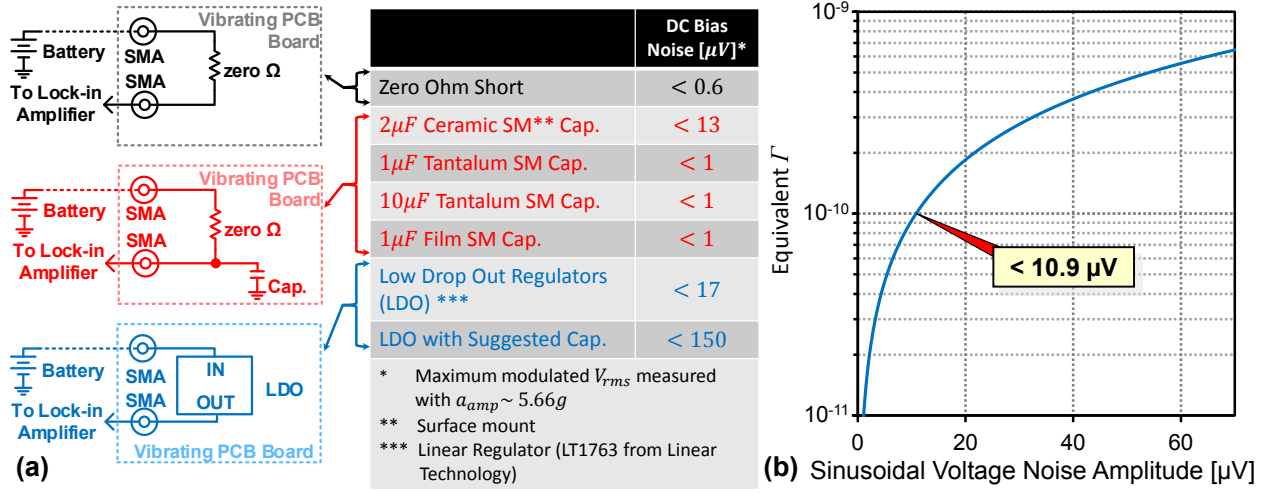 Vibrating PCB
Board
Battery
SMA
SMA
zero Ω
To Lock-in
Amplifier
Vibrating PCB
Board
Battery
SMA
SMA
zero Ω
To Lock-in
Amplifier
Cap.
Battery
SMA
SMA
IN
OUT
LDO
To Lock-in
Amplifier
Vibrating PCB Board
(a)
DC Bias
Noise [μV]*
Zero Ohm Short < 0.6
2μF Ceramic SM** Cap. < 13
1μF Tantalum SM Cap. < 1
10μF Tantalum SM Cap. < 1
1μF Film SM Cap. < 1
Low Drop Out Regulators
(LDO) *** < 17
LDO with Suggested Cap. < 150
* Maximum modulated Vrms measured
with aamp~ 5.66g
** Surface mount
*** Linear Regulator (LT1763 from Linear
Technology)
(b)
Equivalent Γ
10-9
10-10
10-11
< 10.9 μV
0 20 40 60
Sinusoidal Voltage Noise Amplitude [μV]